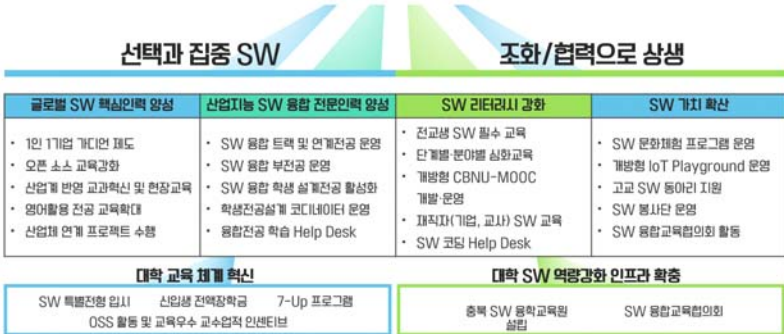 선택과 집중 SW
조화/협력으로 상생
글로벌 SW 핵심인력 양성
• 1인 1기업 가디언 제도
• 오픈 소스 교육강화
• 산업계 반영 교과혁신 및 현장교육
• 영어활용 전공 교육확대
• 산업체 연계 프로젝트 수행
산업지능 SW 융합 전문인력 양성
• SW 융합 트랙 및 연계전공 운영
• SW 융합 부전공 운영
• SW 융합 학생 설계전공 활성화
• 학생전공설계 코디네이터 운영
• 융합전공 학습 Help Desk
SW 리터러시 강화
• 전교생 SW 필수 교육
• 단계별·분야별 심화교육
• 개방형 CBNU-MOOC
개발·운영
• 재직자(기업, 교사) SW 교육
• SW 코딩 Help Desk
SW 가치 확산
• SW 문화체험 프로그램 운영
• 개방형 IoT Playground 운영
• 고교 SW 동아리 지원
• SW 봉사단 운영
• SW 융합교육협의회 활동
대학 교육 체계 혁신
SW 특별전형 입시 신입생 전액장학금 7-Up 프로그램
OSS 활동 및 교육우수 교수업적 인센티브
대학 SW 역량강화 인프라 확충
충북 SW 융학교육원
설립
SW 융합교육협의회